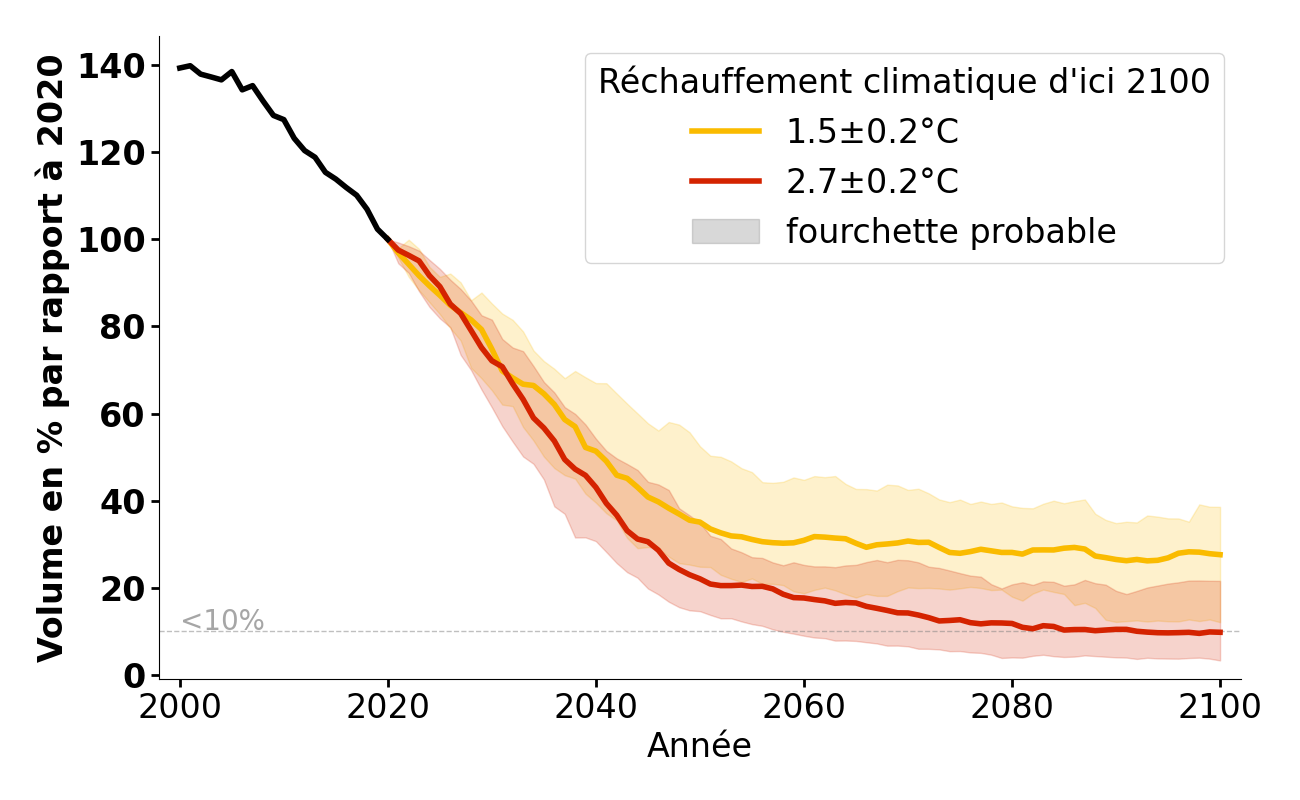 Volume en % par rapport à 2020
140
120
100
80
60
40
20
0
<10%
Réchauffement climatique d'ici 2100
1.5±0.2°C
2.7±0.2°C
fourchette probable
2000 2020 2040 2060 2080 2100
Année